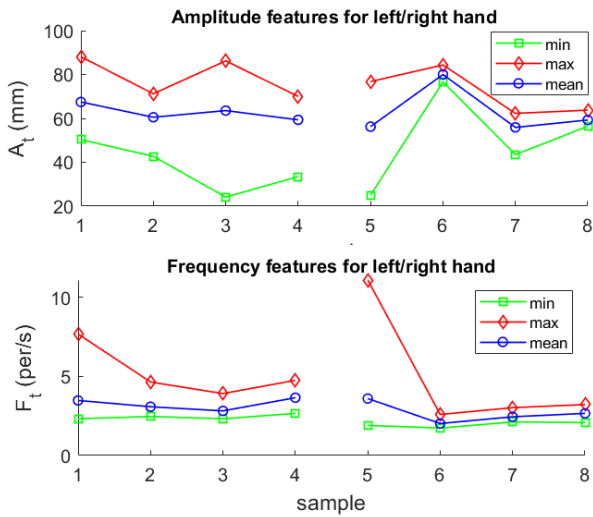 Amplitude features for left/right hand
100
80
60
40
20
A_t (mm)
min
max
mean
1 2 3 4 5 6 7 8
Frequency features for left/right hand
10
5
0
F_t (per/s)
min
max
mean
1 2 3 4 5 6 7 8
sample